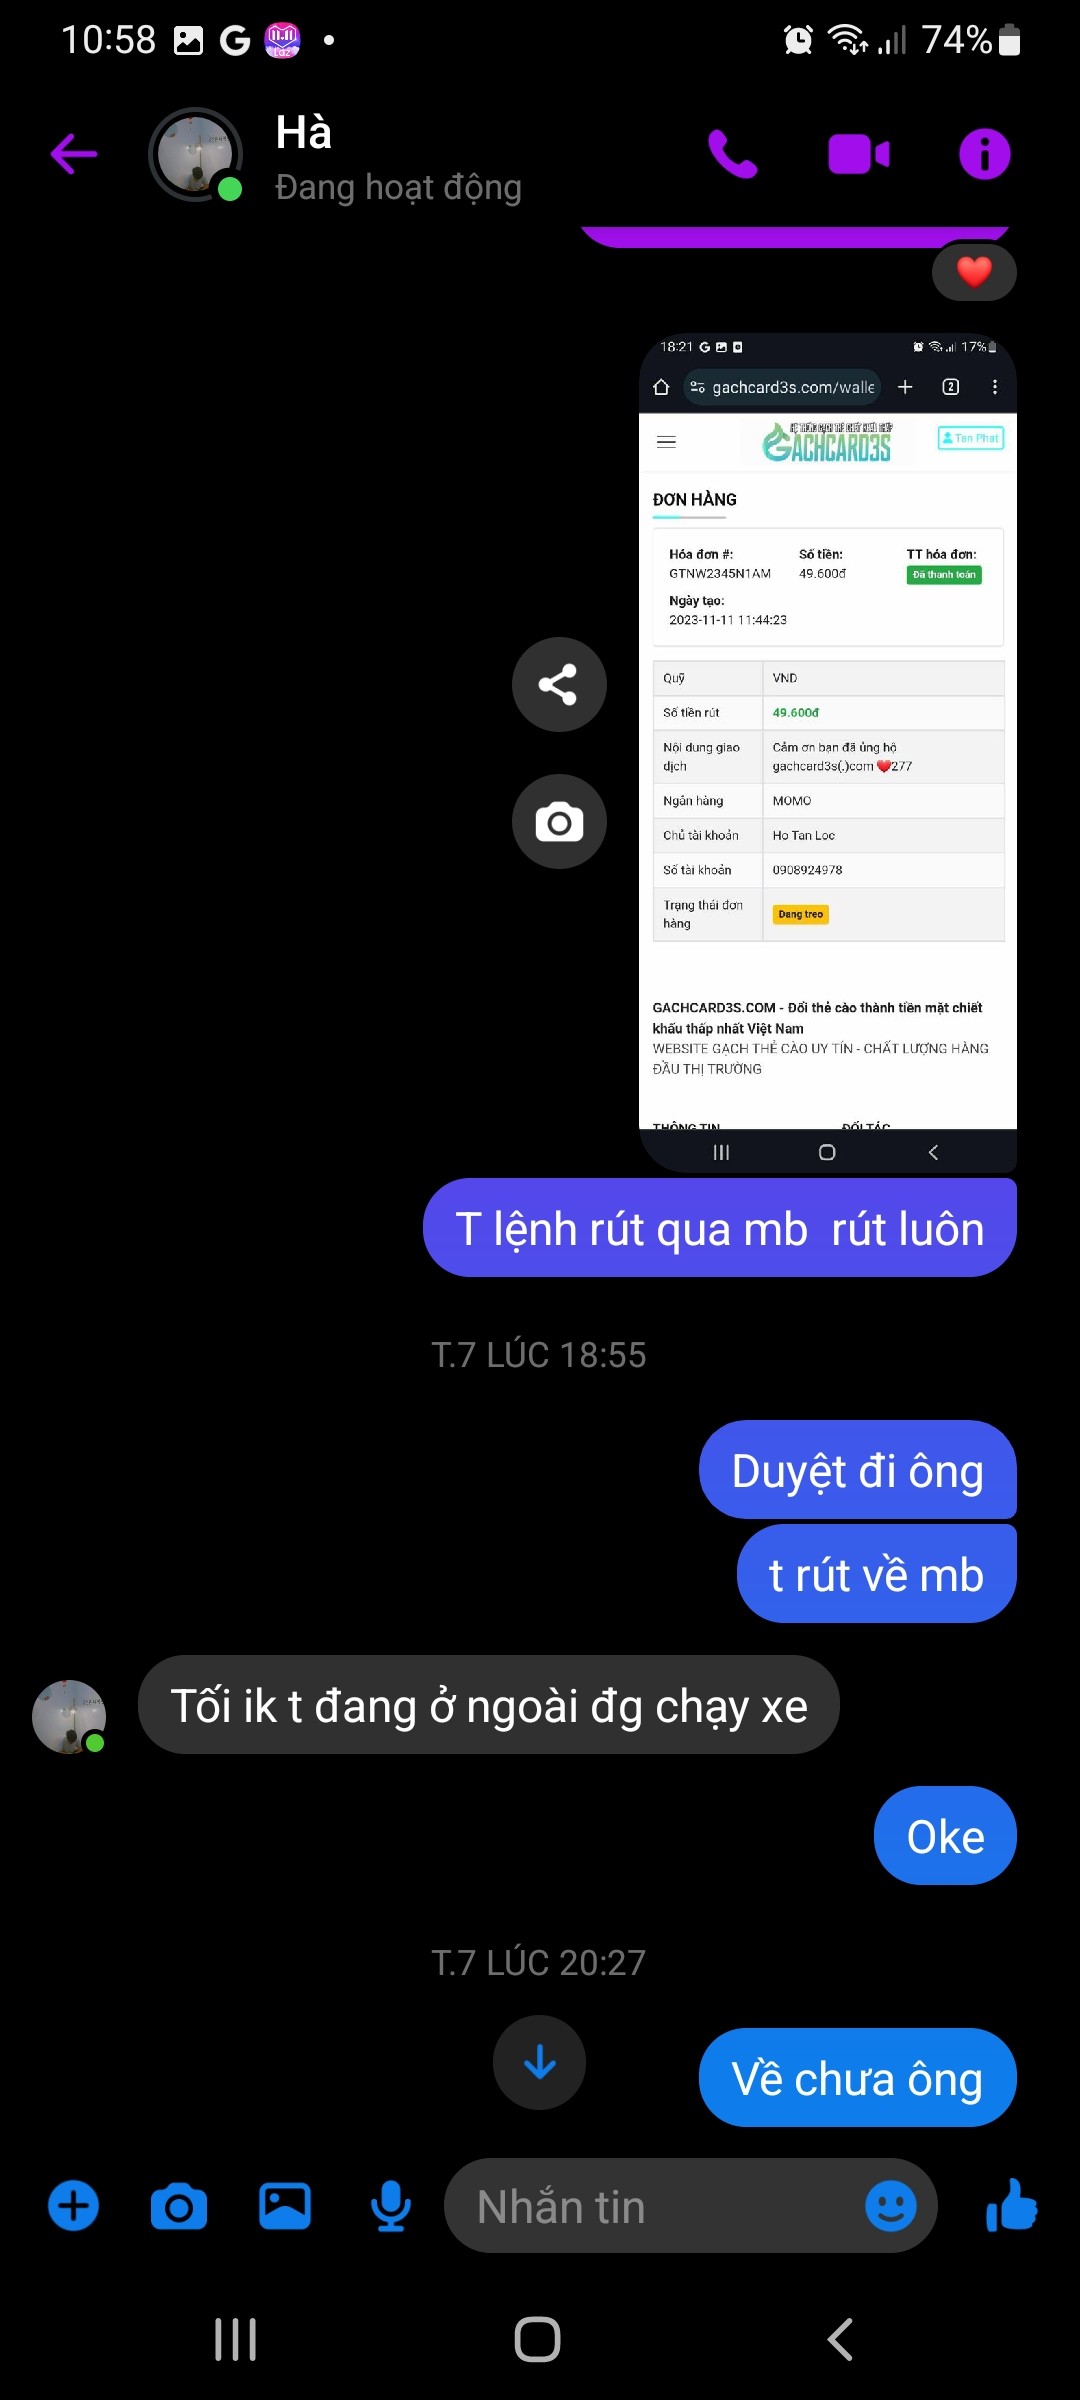 10:58
74%
Hà
Đang hoạt động
18:21
17%
gachcard3s.com/walle
2
GACHCARD3S
Tan Phat
ĐƠN HÀNG
Hóa đơn #: Số tiền: TT hóa đơn:
GTNW2345N1AM 49.600đ Đã thanh toán
Ngày tạo:
2023-11-11 11:44:23
Quỹ VND
Số tiền rút 49.600đ
Nội dung giao dịch Cảm ơn bạn đã ủng hộ
gachcard3s(.)com ❤️277
Ngân hàng MOMO
Chủ tài khoản Ho Tan Loc
Số tài khoản 0908924978
Trạng thái đơn hàng Đang treo
GACHCARD3S.COM - Đổi thẻ cào thành tiền mặt chiết
khấu thấp nhất Việt Nam
WEBSITE GẠCH THẺ CÀO UY TÍN - CHẤT LƯỢNG HÀNG
ĐẦU THỊ TRƯỜNG
THÔNG TIN ĐỐI TÁC
T lệnh rút qua mb  rút luôn
T.7 LÚC 18:55
Duyệt đi ông
t rút về mb
Tối ik t đang ở ngoài đg chạy xe
Oke
T.7 LÚC 20:27
Về chưa ông
Nhắn tin